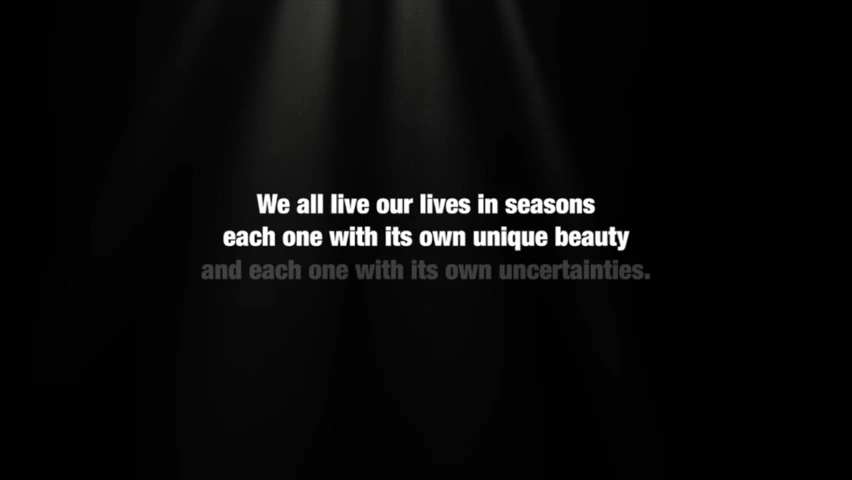 We all live our lives in seasons
each one with its own unique beauty
and each one with its own uncertainties.